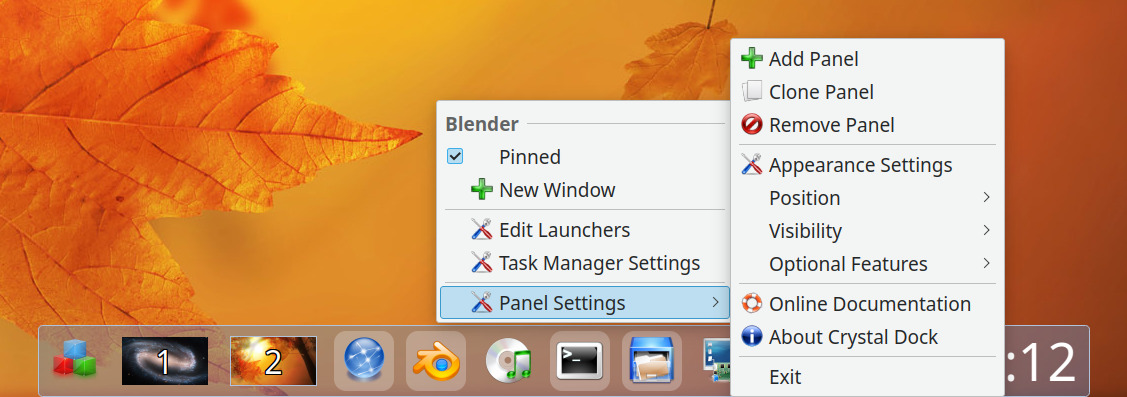 Blender
Pinned
New Window
Edit Launchers
Task Manager Settings
Panel Settings
Add Panel
Clone Panel
Remove Panel
Appearance Settings
Position
Visibility
Optional Features
Online Documentation
About Crystal Dock
Exit
1
2
>_
:12